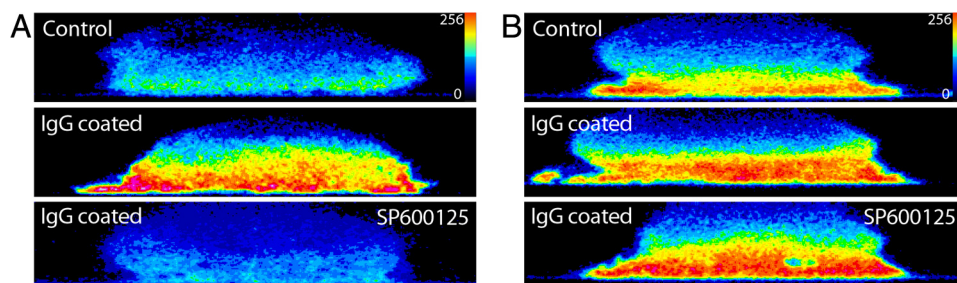 A
Control
256
0
IgG coated
IgG coated
SP600125
B
Control
256
0
IgG coated
IgG coated
SP600125